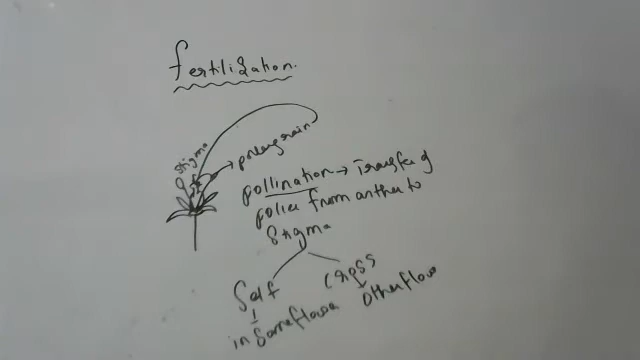 Fertilization.
Stigma
pollengrain
pollination → Transfer of
pollen from anther to
Stigma
Self
cross
in Same flower
Other flow